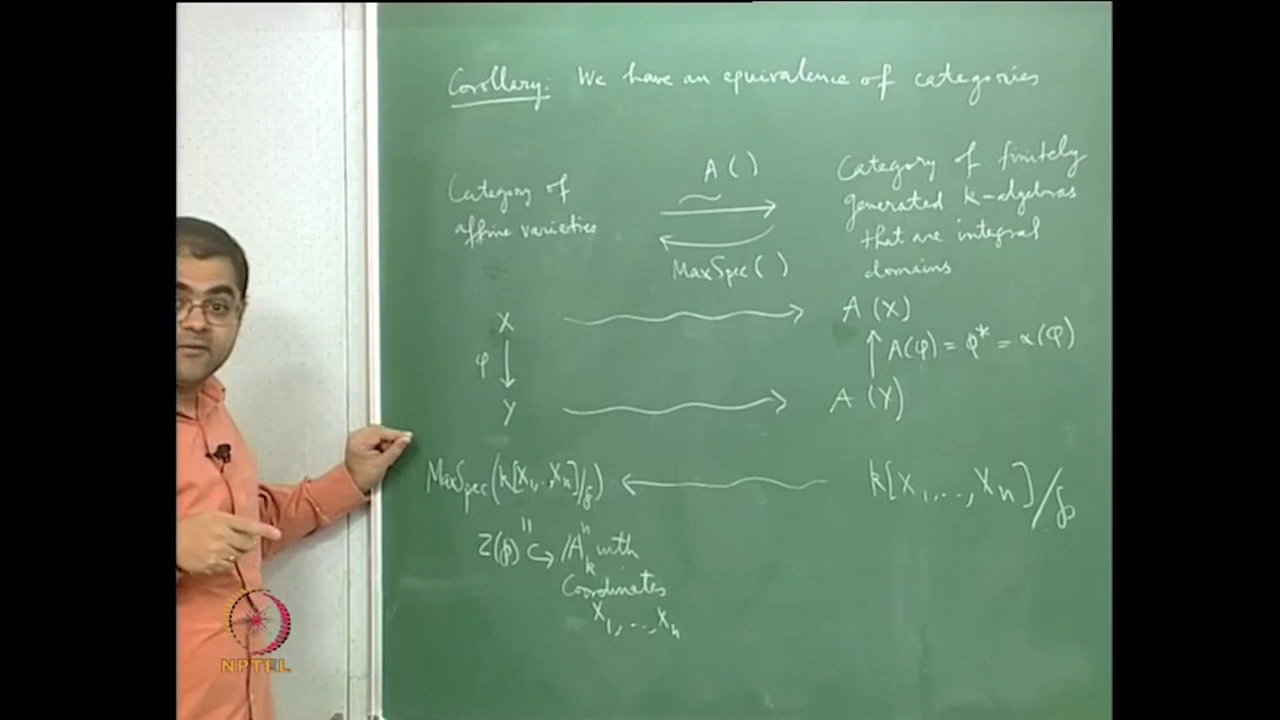 Corollary: We have an equivalence of categories
Category of affine varieties
A ( )
MaxSpec ( )
Category of finitely generated k-algebras that are integral domains
X
A (X)
φ
A(φ) = φ* = α(φ)
Y
A (Y)
MaxSpec(k[X₁,..,Xₙ]/℘)
k[X₁,..,Xₙ]/℘
Z(℘) ↪ 𝔸ⁿₖ with
Coordinates
X₁,..,Xₙ
NPTEL